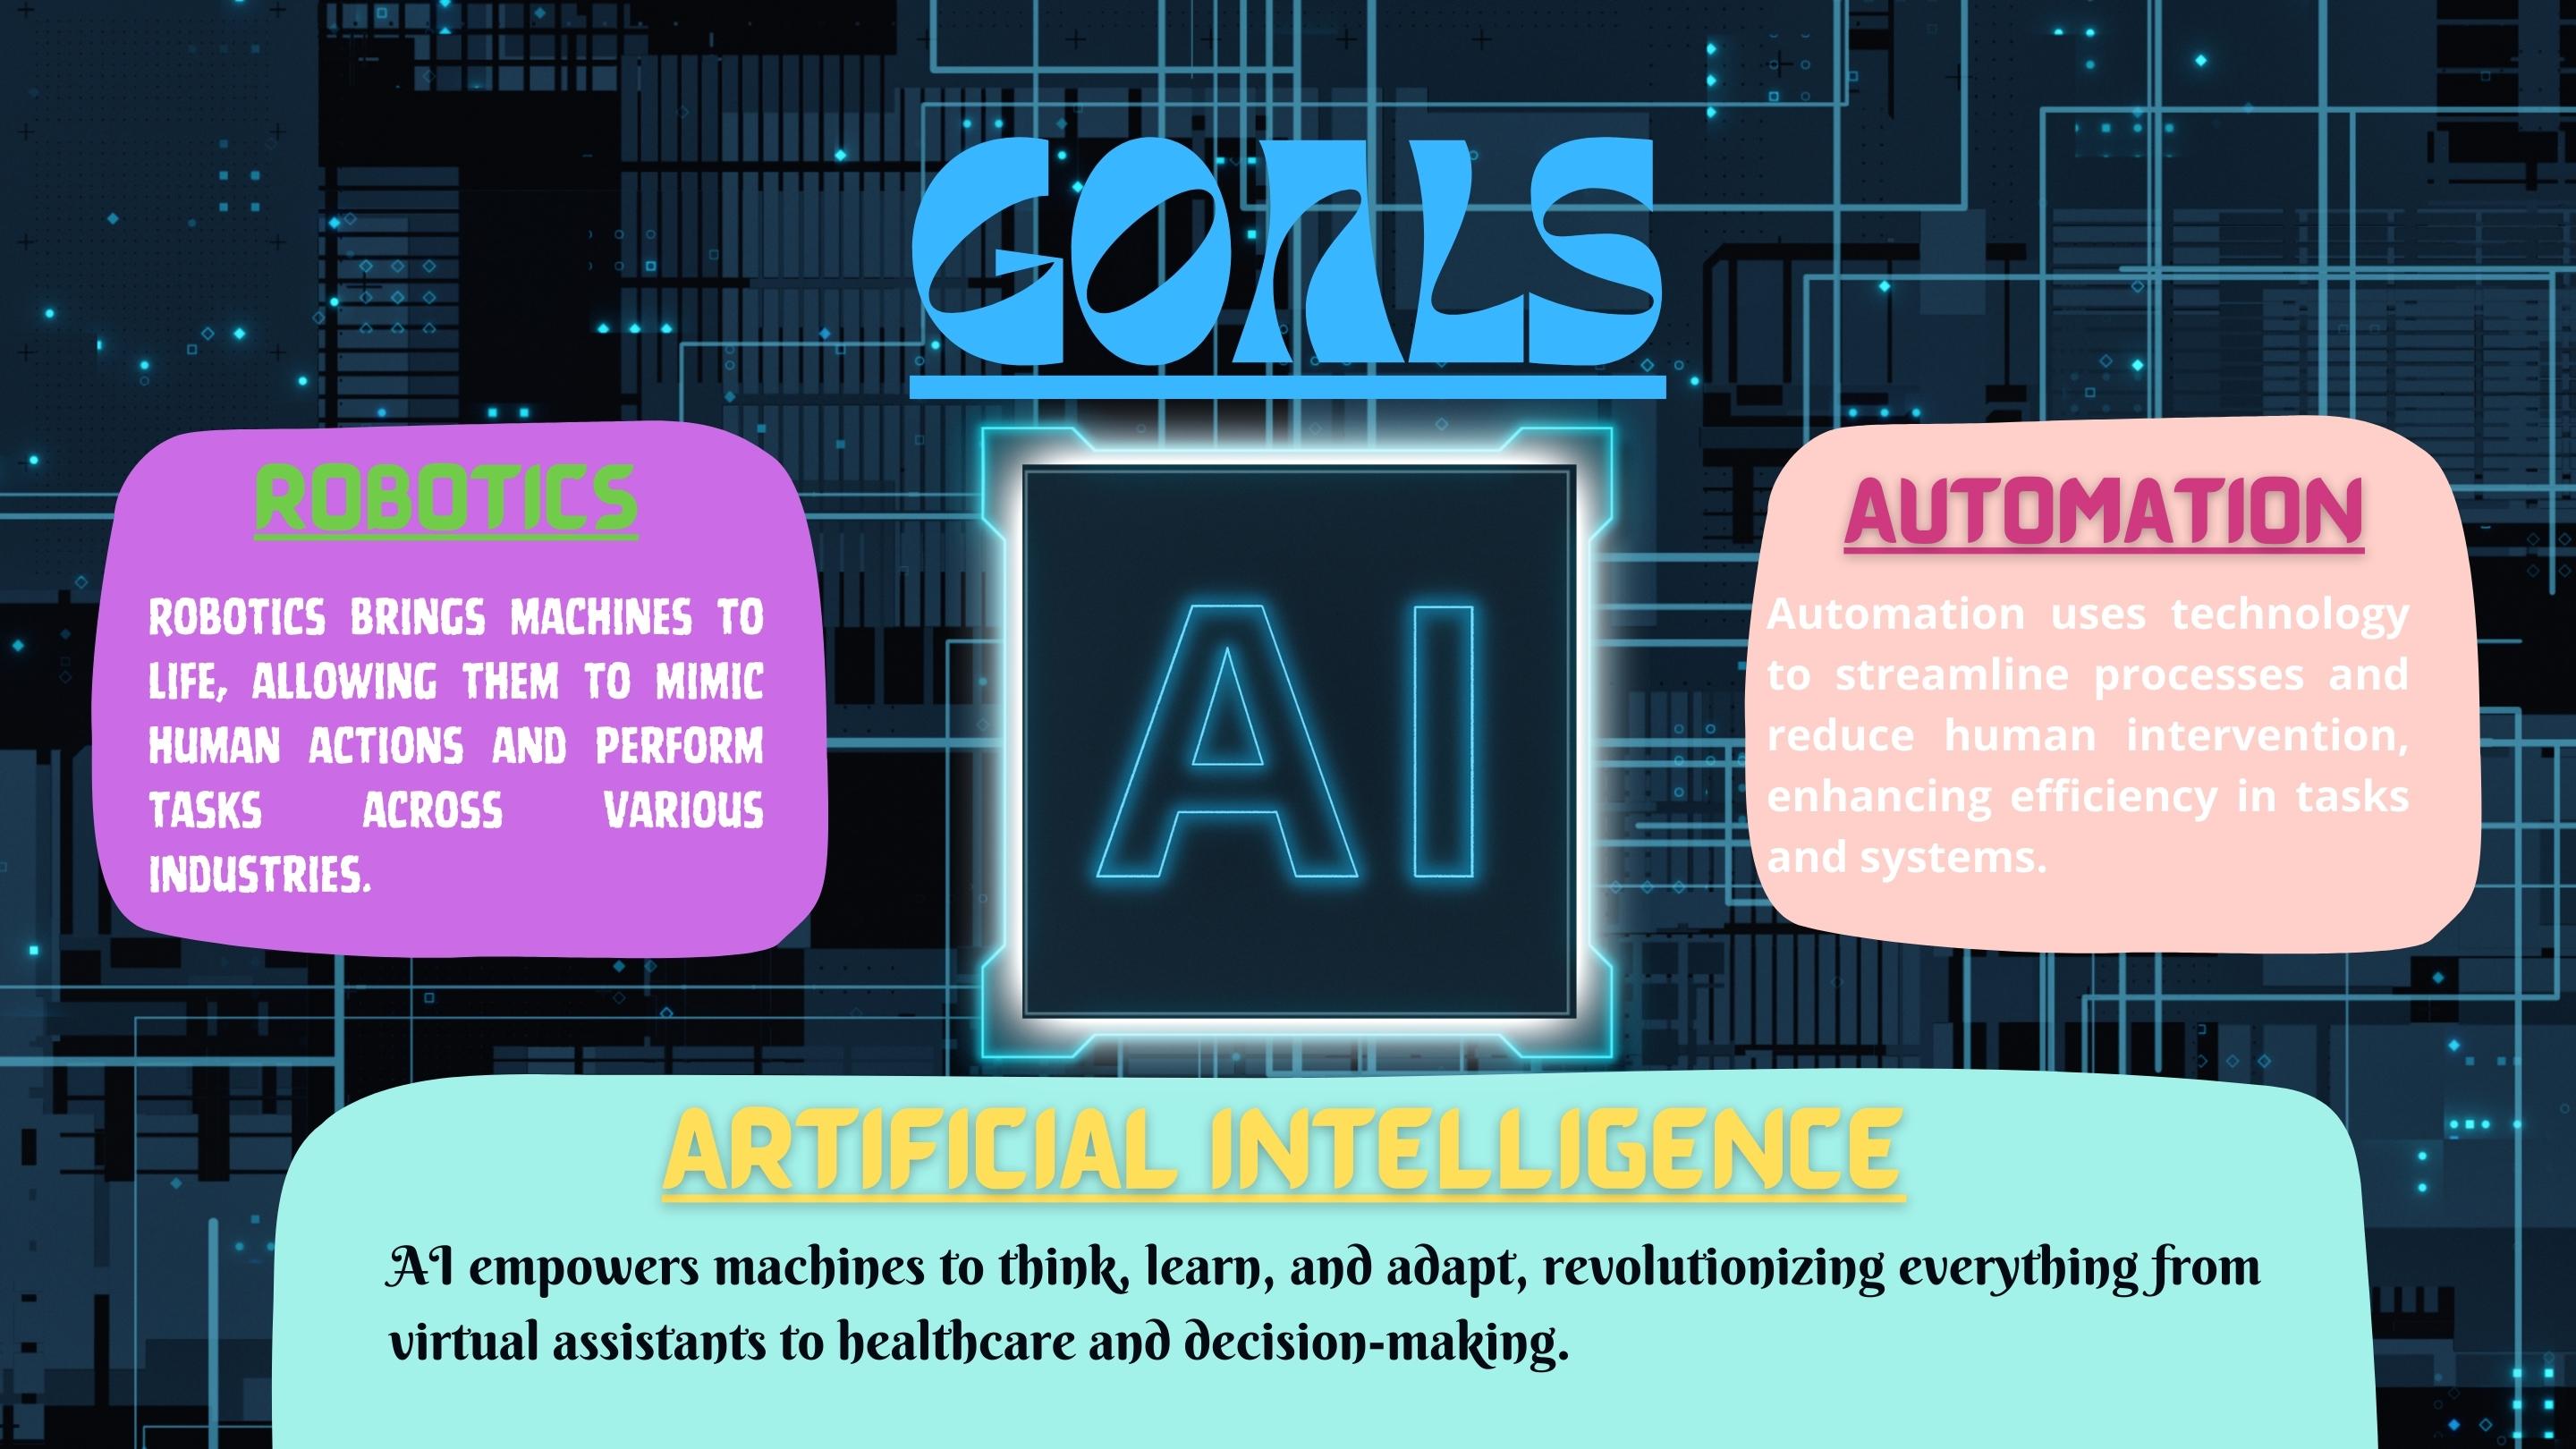 GOALS
ROBOTICS
ROBOTICS BRINGS MACHINES TO
LIFE, ALLOWING THEM TO MIMIC
HUMAN ACTIONS AND PERFORM
TASKS ACROSS VARIOUS
INDUSTRIES.
AI
AUTOMATION
Automation uses technology
to streamline processes and
reduce human intervention,
enhancing efficiency in tasks
and systems.
ARTIFICIAL INTELLIGENCE
AI empowers machines to think, learn, and adapt, revolutionizing everything from
virtual assistants to healthcare and decision-making.